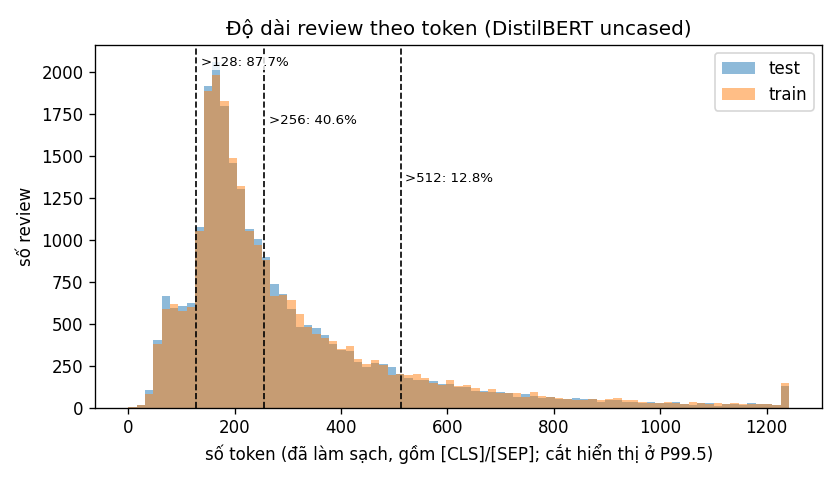 Độ dài review theo token (DistilBERT uncased)
>128: 87.7%
>256: 40.6%
>512: 12.8%
test
train
số review
2000
1750
1500
1250
1000
750
500
250
0
0 200 400 600 800 1000 1200
số token (đã làm sạch, gồm [CLS]/[SEP]; cắt hiển thị ở P99.5)